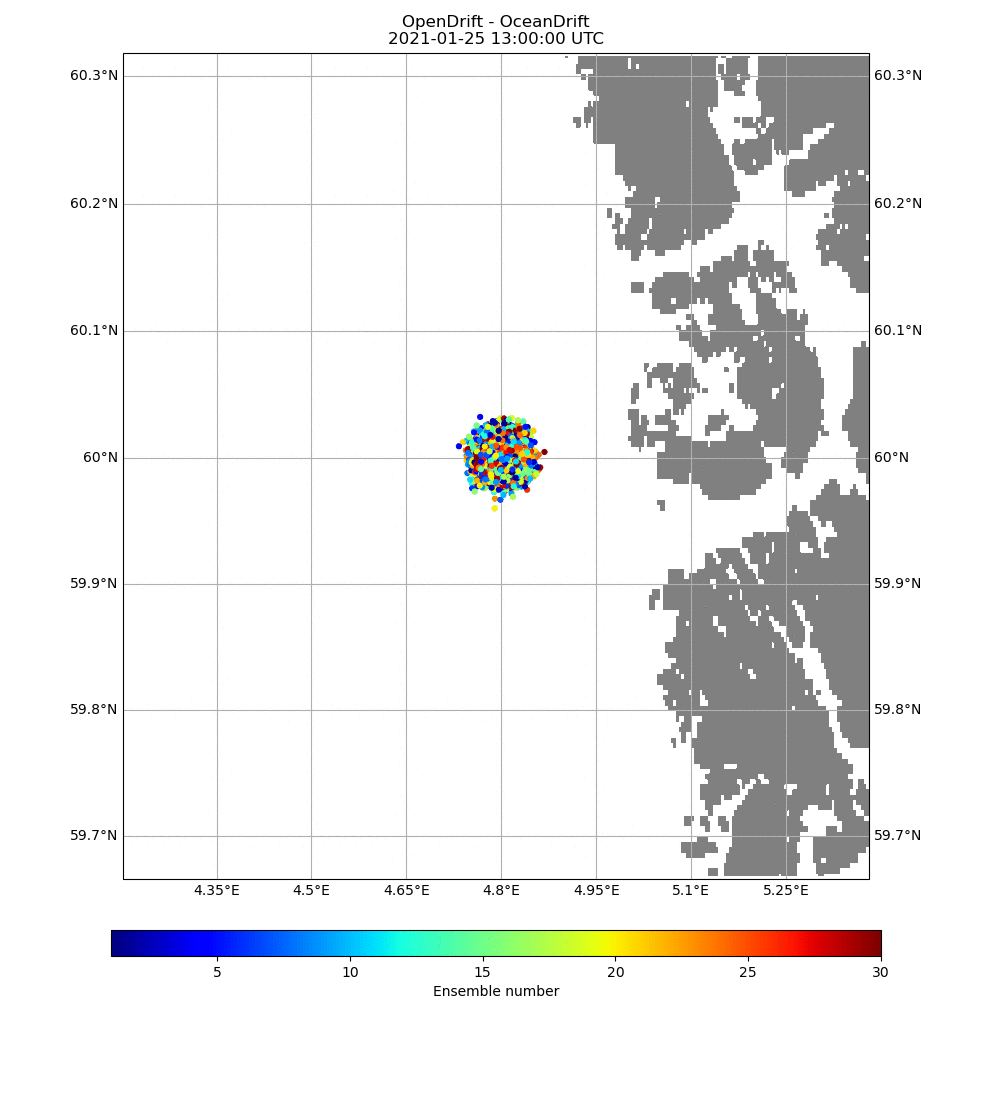 OpenDrift - OceanDrift
2021-01-25 13:00:00 UTC
60.3°N 60.3°N
60.2°N 60.2°N
60.1°N 60.1°N
60°N 60°N
59.9°N 59.9°N
59.8°N 59.8°N
59.7°N 59.7°N
4.35°E 4.5°E 4.65°E 4.8°E 4.95°E 5.1°E 5.25°E
5 10 15 20 25 30
Ensemble number